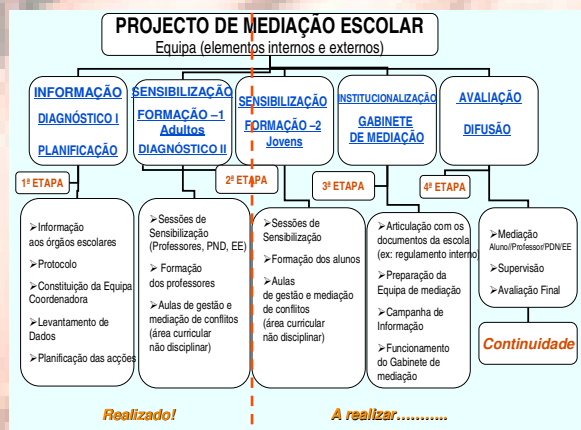 PROJECTO DE MEDIAÇÃO ESCOLAR
Equipa (elementos internos e externos)
INFORMAÇÃO
DIAGNÓSTICO I
PLANIFICAÇÃO
SENSIBILIZAÇÃO
FORMAÇÃO –1
Adultos
DIAGNÓSTICO II
SENSIBILIZAÇÃO
FORMAÇÃO –2
Jovens
INSTITUCIONALIZAÇÃO
GABINETE
DE MEDIAÇÃO
AVALIAÇÃO
DIFUSÃO
1ª ETAPA
2ª ETAPA
3ª ETAPA
4ª ETAPA
➢Informação
aos órgãos escolares
➢Protocolo
➢Constituição da Equipa
Coordenadora
➢Levantamento de
Dados
➢Planificação das acções
➢Sessões de
Sensibilização
(Professores, PND, EE)
➢ Formação
dos professores
➢Aulas de gestão e
mediação de conflitos
(área curricular
não disciplinar)
➢Sessões de
Sensibilização
➢Formação dos alunos
➢Aulas
de gestão e mediação
de conflitos
(área curricular
não disciplinar)
➢Articulação com os
documentos da escola
(ex: regulamento interno)
➢Preparação da
Equipa de mediação
➢Campanha de
Informação
➢Funcionamento
do Gabinete de
mediação
➢Mediação
Aluno//Professor/PDN/EE
➢Supervisão
➢Avaliação Final
Continuidade
Realizado!
A realizar...........